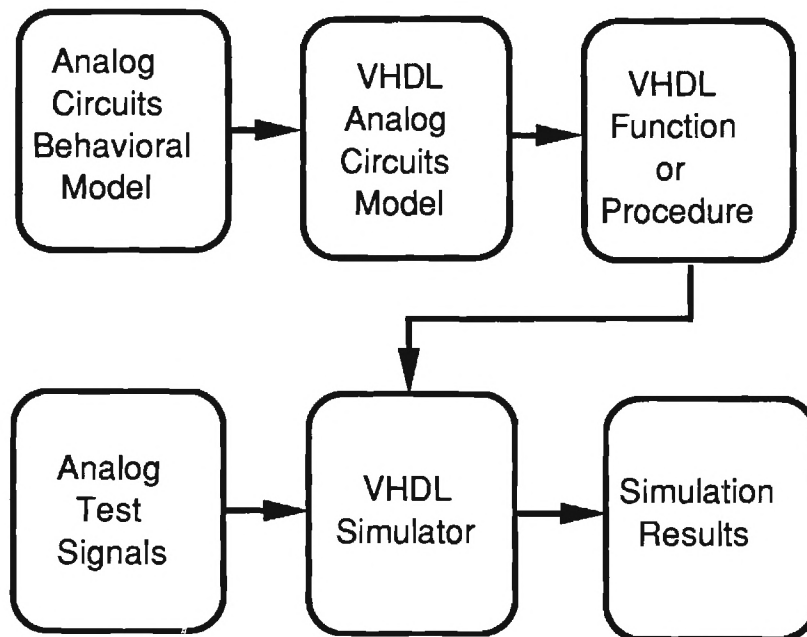 Analog
Circuits
Behavioral
Model
VHDL
Analog
Circuits
Model
VHDL
Function
or
Procedure
Analog
Test
Signals
VHDL
Simulator
Simulation
Results